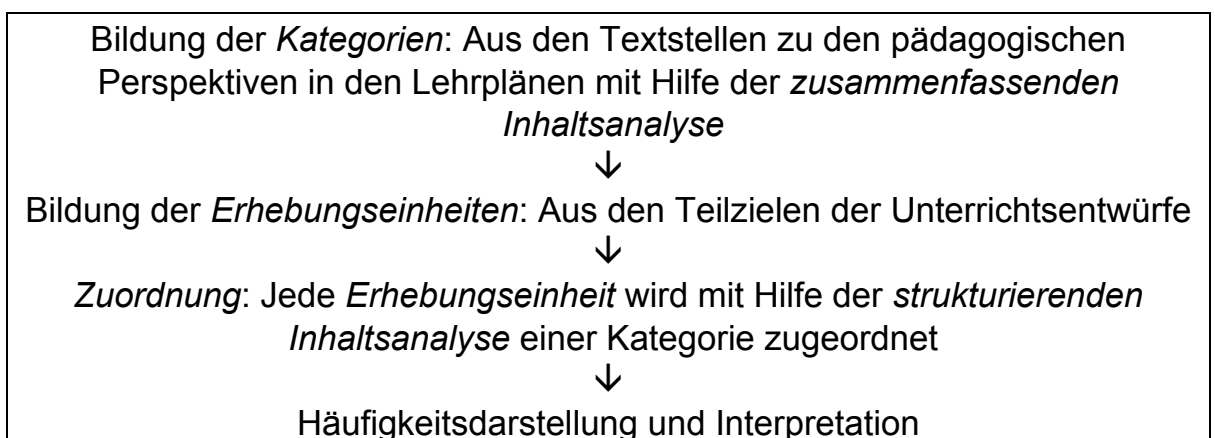 Bildung der Kategorien: Aus den Textstellen zu den pädagogischen
Perspektiven in den Lehrplänen mit Hilfe der zusammenfassenden
Inhaltsanalyse
↓
Bildung der Erhebungseinheiten: Aus den Teilzielen der Unterrichtsentwürfe
↓
Zuordnung: Jede Erhebungseinheit wird mit Hilfe der strukturierenden
Inhaltsanalyse einer Kategorie zugeordnet
↓
Häufigkeitsdarstellung und Interpretation